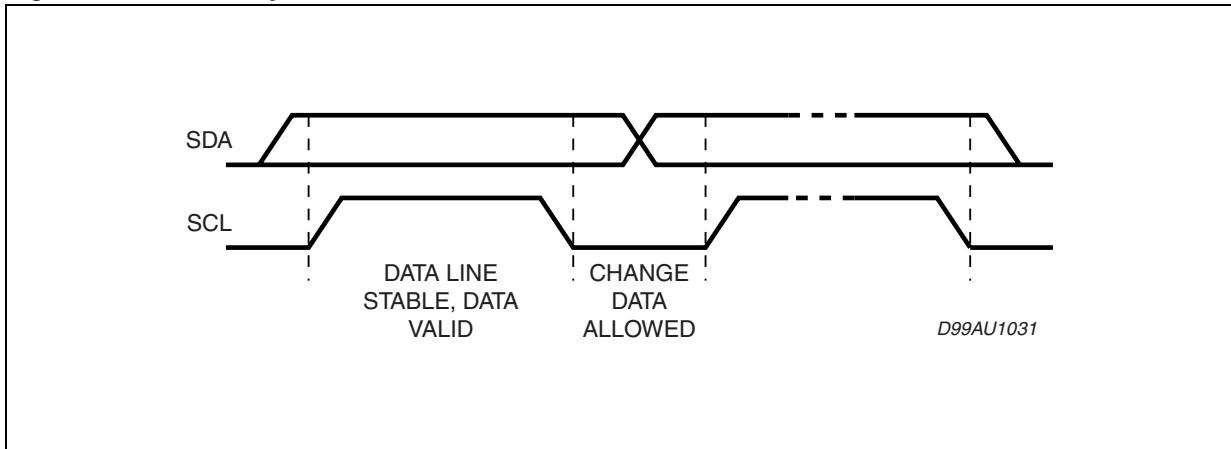 SDA
SCL
DATA LINE
STABLE, DATA
VALID
CHANGE
DATA
ALLOWED
D99AU1031